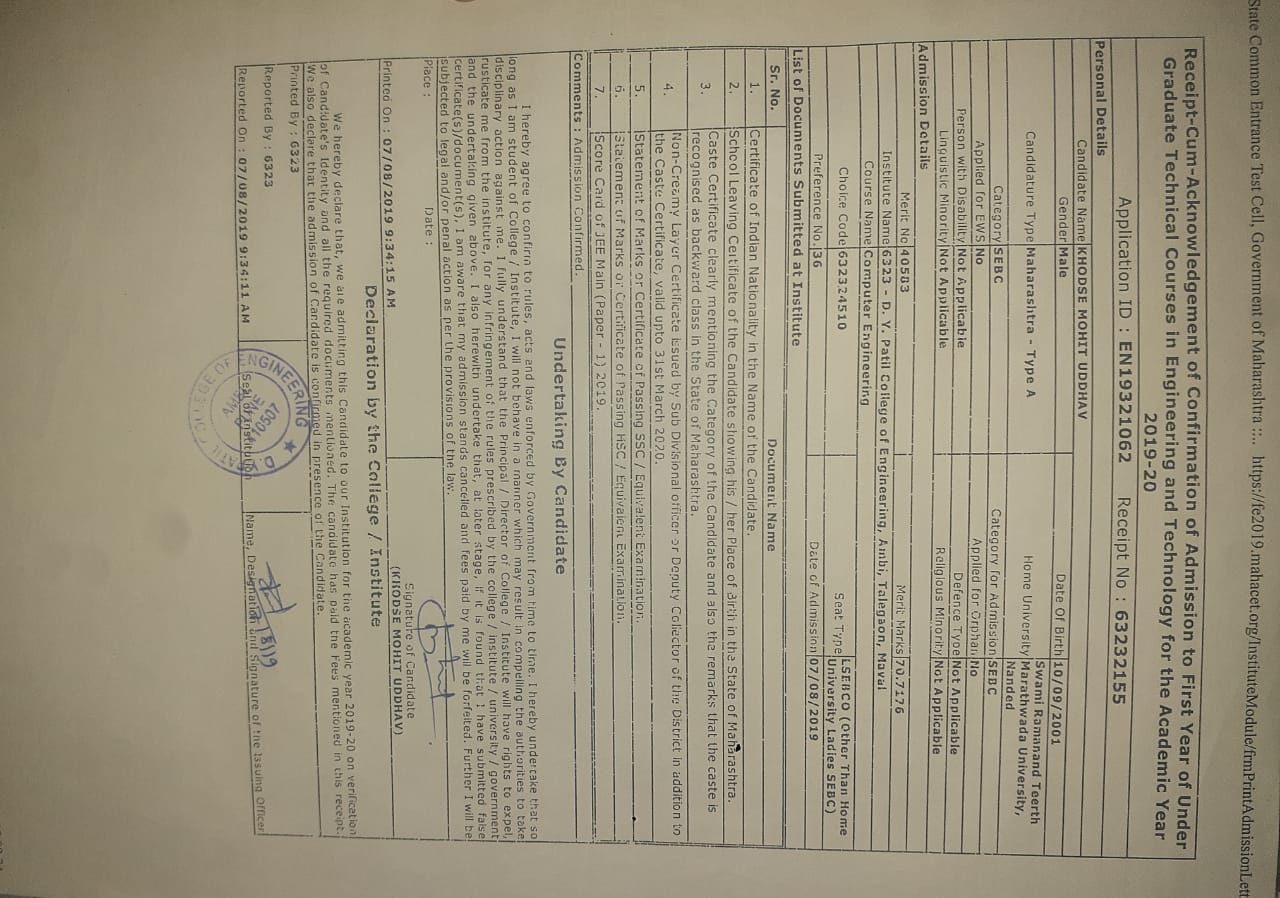 State Common Entrance Test Cell, Government of Maharashtra ::.. https://fe2019.mahacet.org/InstituteModule/frmPrintAdmissionLett
Receipt-Cum-Acknowledgement of Confirmation of Admission to First Year of Under
Graduate Technical Courses in Engineering and Technology for the Academic Year
2019-20
Application ID : EN19321062 Receipt No : 63232155
Personal Details
Candidate Name KHODSE MOHIT UDDHAV
Gender Male Date Of Birth 10/09/2001
Candidature Type Maharashtra - Type A Home University Swami Ramanand Teerth
Marathwada University,
Nanded
Category SEBC Category for Admission SEBC
Applied for EWS No Applied for Orphan No
Person with Disability Not Applicable Defence Type Not Applicable
Linguistic Minority Not Applicable Religious Minority Not Applicable
Admission Details
Merit No 40583 Merit Marks 70.7176
Institute Name 6323 - D. Y. Patil College of Engineering, Ambi, Talegaon, Maval
Course Name Computer Engineering
Choice Code 632324510 Seat Type LSEBCO (Other Than Home
University Ladies SEBC)
Preference No. 36 Date of Admission 07/08/2019
List of Documents Submitted at Institute
Sr. No. Document Name
1. Certificate of Indian Nationality in the Name of the Candidate.
2. School Leaving Certificate of the Candidate showing his / her Place of Birth in the State of Maharashtra.
3. Caste Certificate clearly mentioning the Category of the Candidate and also the remarks that the caste is
recognised as backward class in the State of Maharashtra.
4. Non-Creamy Layer Certificate issued by Sub Divisional officer or Deputy Collector of the District in addition to
the Caste Certificate, valid upto 31st March 2020.
5. Statement of Marks or Certificate of Passing SSC / Equivalent Examination.
6. Statement of Marks or Certificate of Passing HSC / Equivalent Examination.
7. Score Card of JEE Main (Paper - 1) 2019.
Comments : Admission Confirmed.
Undertaking By Candidate
I hereby agree to confirm to rules, acts and laws enforced by Government from time to time. I hereby undertake that so
long as I am student of College / Institute, I will not behave in a manner which may result in compelling the authorities to take
disciplinary action against me. I fully understand that the Principal / Director of College / Institute will have rights to expel,
rusticate me from the institute, for any infringement of the rules prescribed by the college / institute / university / government
and the undertaking given above. I also herewith undertake that, at later stage, if it is found that I have submitted false
certificate(s)/document(s), I am aware that my admission stands cancelled and fees paid by me will be forfeited. Further I will be
subjected to legal and/or penal action as per the provisions of the law.
Place : Date :
Signature of Candidate
Printed On : 07/08/2019 9:34:15 AM (KHODSE MOHIT UDDHAV)
Declaration by the College / Institute
We hereby declare that, we are admitting this Candidate to our Institution for the academic year 2019-20 on verification
of Candidate's Identity and all the required documents mentioned. The candidate has paid the Fees mentioned in this receipt.
We also declare that the admission of Candidate is confirmed in presence of the Candidate.
Printed By : 6323
Reported By : 6323
Reported On : 07/08/2019 9:34:11 AM (Seal of Institution) Name, Designation and Signature of the Issuing Officer
D.Y. PATIL COLLEGE OF ENGINEERING